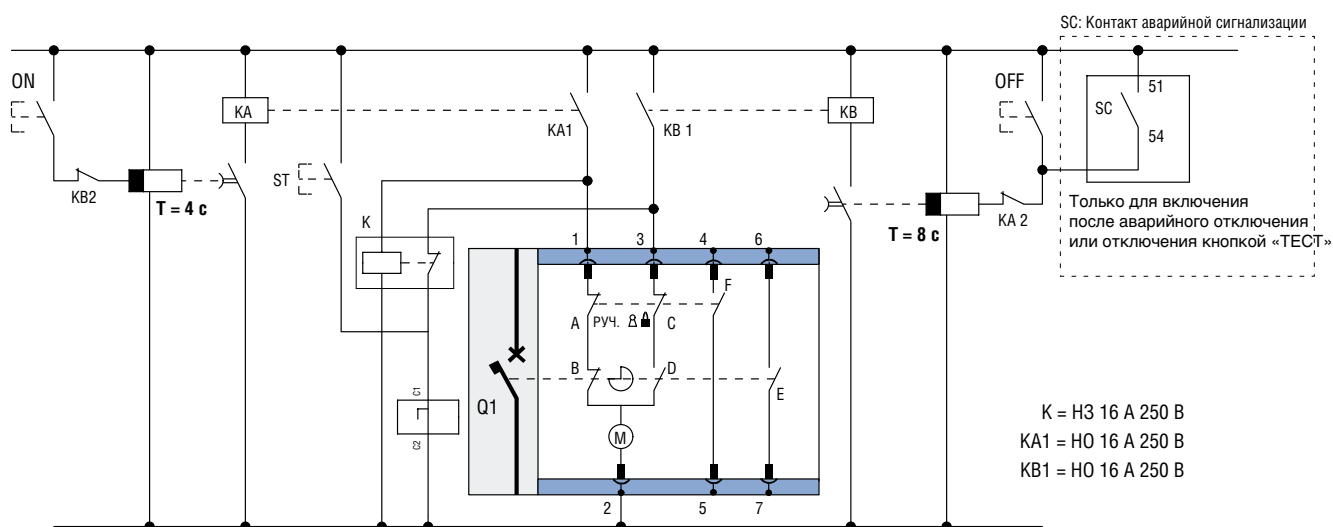 SC: Контакт аварийной сигнализации
ON
OFF
51
KA
KA1
KB 1
KB
SC
54
KB2
T = 4 c
ST
T = 8 c
KA 2
Только для включения
после аварийного отключения
или отключения кнопкой «ТЕСТ»
K
1
3
4
6
F
A
РУЧ.
C
B
D
E
Q1
C1
C2
M
2
5
7
K = НЗ 16 А 250 В
KA1 = НО 16 А 250 В
KB1 = НО 16 А 250 В